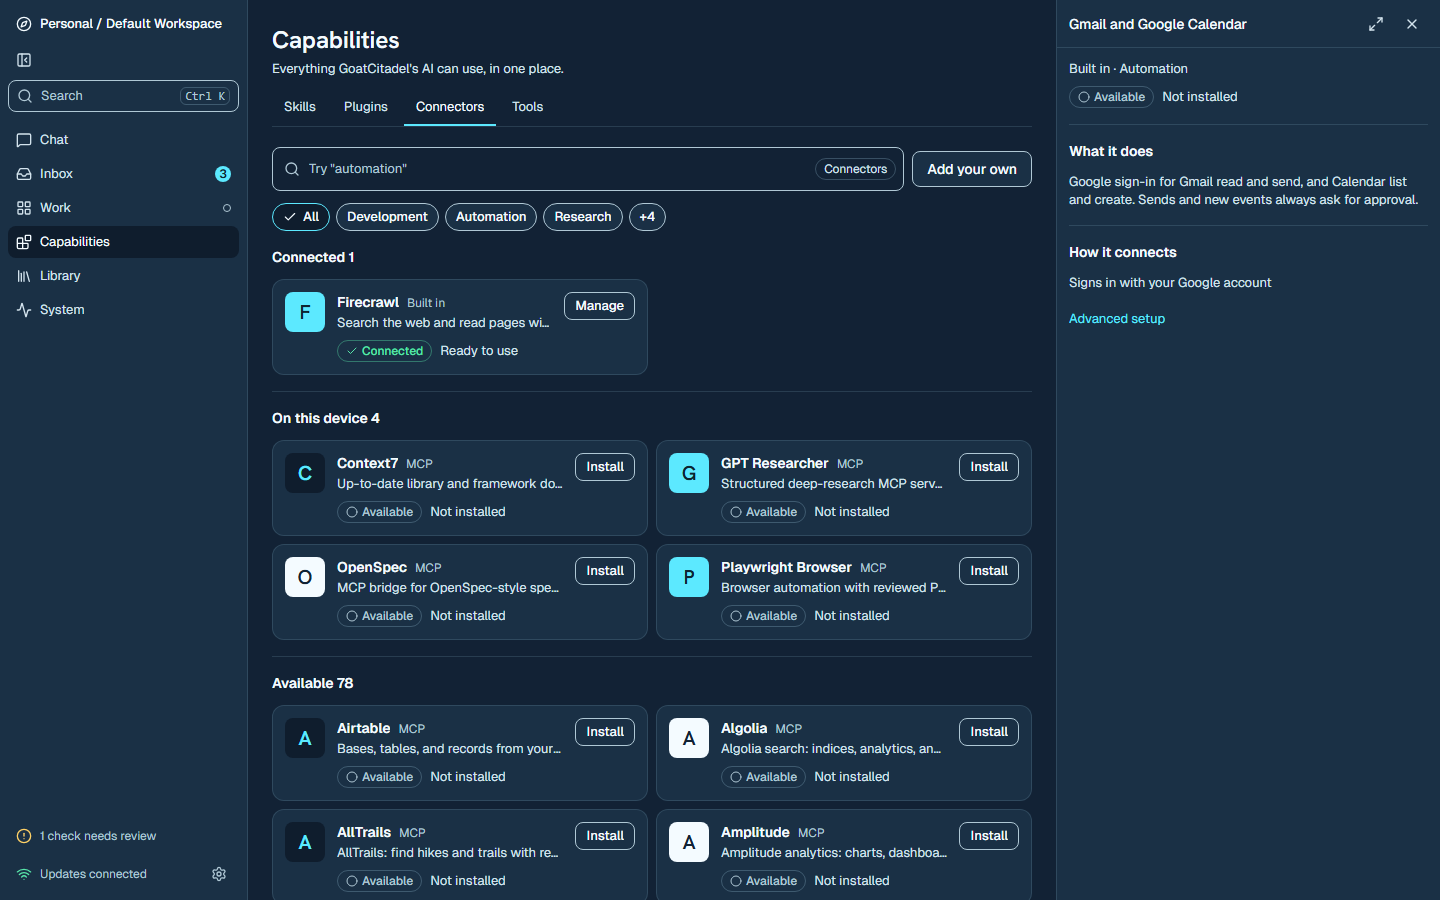 Personal / Default Workspace
Search
Ctrl K
Chat
Inbox
3
Work
Capabilities
Library
System
1 check needs review
Updates connected
Capabilities
Everything GoatCitadel's AI can use, in one place.
Skills
Plugins
Connectors
Tools
Try "automation"
Connectors
Add your own
All
Development
Automation
Research
+4
Connected 1
F
Firecrawl Built in
Search the web and read pages wi...
Connected
Ready to use
Manage
On this device 4
C
Context7 MCP
Up-to-date library and framework do...
Available
Not installed
Install
G
GPT Researcher MCP
Structured deep-research MCP serv...
Available
Not installed
Install
O
OpenSpec MCP
MCP bridge for OpenSpec-style spe...
Available
Not installed
Install
P
Playwright Browser MCP
Browser automation with reviewed P...
Available
Not installed
Install
Available 78
A
Airtable MCP
Bases, tables, and records from your...
Available
Not installed
Install
A
Algolia MCP
Algolia search: indices, analytics, an...
Available
Not installed
Install
A
AllTrails MCP
AllTrails: find hikes and trails with re...
Available
Not installed
Install
A
Amplitude MCP
Amplitude analytics: charts, dashboa...
Available
Not installed
Install
Gmail and Google Calendar
Built in · Automation
Available
Not installed
What it does
Google sign-in for Gmail read and send, and Calendar list
and create. Sends and new events always ask for approval.
How it connects
Signs in with your Google account
Advanced setup